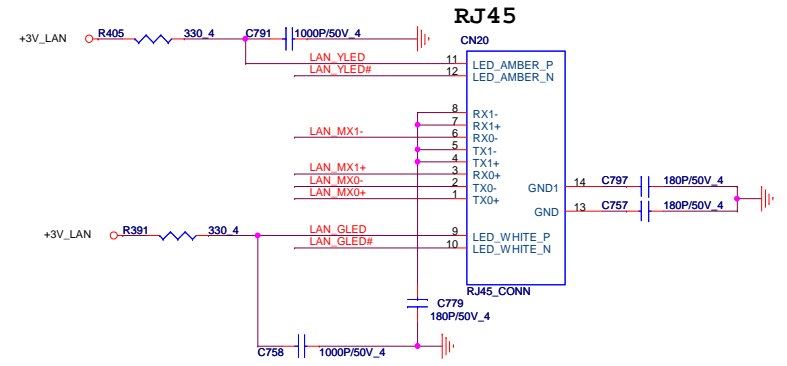 RJ45
+3V_LAN R405 330_4 C791 1000P/50V_4
CN20
LAN_YLED 11 LED_AMBER_P
LAN_YLED# 12 LED_AMBER_N
8 RX1-
7 RX1+
LAN_MX1- 6 RX0-
5 TX1-
4 TX1+
LAN_MX1+ 3 RX0+
LAN_MX0- 2 TX0- GND1 14 C797 180P/50V_4
LAN_MX0+ 1 TX0+
GND 13 C757 180P/50V_4
+3V_LAN R391 330_4 LAN_GLED 9 LED_WHITE_P
LAN_GLED# 10 LED_WHITE_N
RJ45_CONN
C779
180P/50V_4
C758 1000P/50V_4